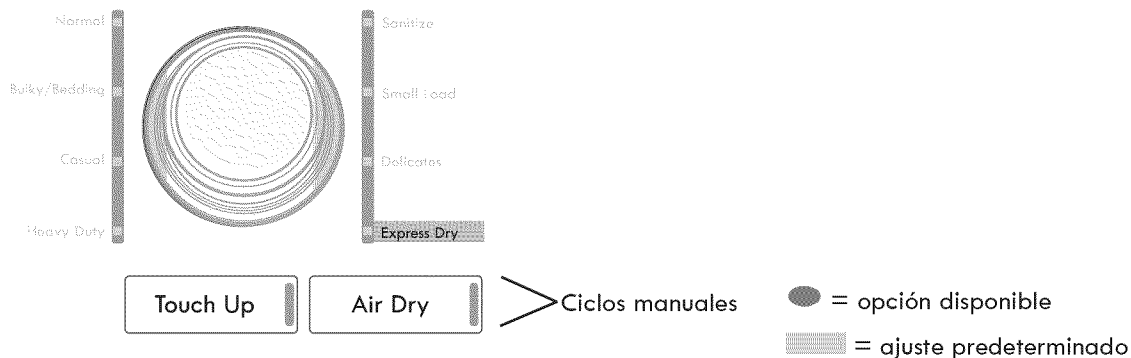 Normal
Sanitize
Bulky/Bedding
Small Load
Casual
Delicates
Heavy Duty
Express Dry
Touch Up
Air Dry
Ciclos manuales
= opción disponible
= ajuste predeterminado